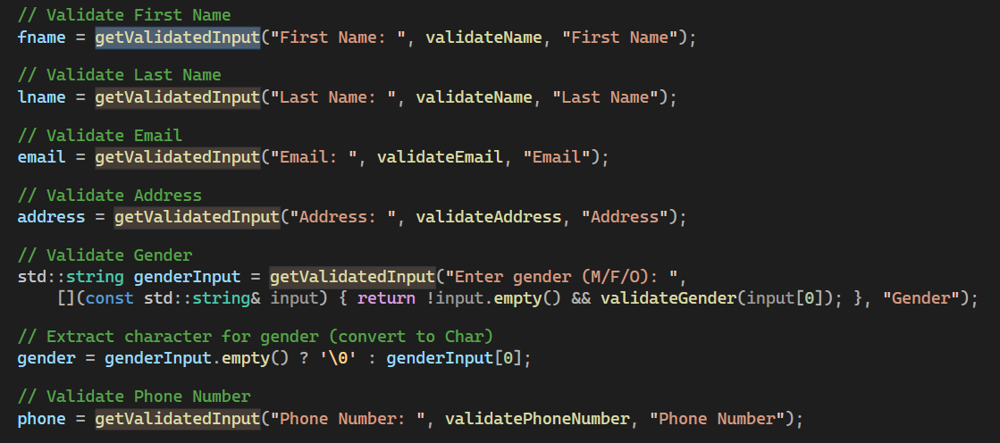 // Validate First Name
fname = getValidatedInput("First Name: ", validateName, "First Name");
// Validate Last Name
lname = getValidatedInput("Last Name: ", validateName, "Last Name");
// Validate Email
email = getValidatedInput("Email: ", validateEmail, "Email");
// Validate Address
address = getValidatedInput("Address: ", validateAddress, "Address");
// Validate Gender
std::string genderInput = getValidatedInput("Enter gender (M/F/O): ",
[](const std::string& input) { return !input.empty() && validateGender(input[0]); }, "Gender");
// Extract character for gender (convert to Char)
gender = genderInput.empty() ? '\0' : genderInput[0];
// Validate Phone Number
phone = getValidatedInput("Phone Number: ", validatePhoneNumber, "Phone Number");